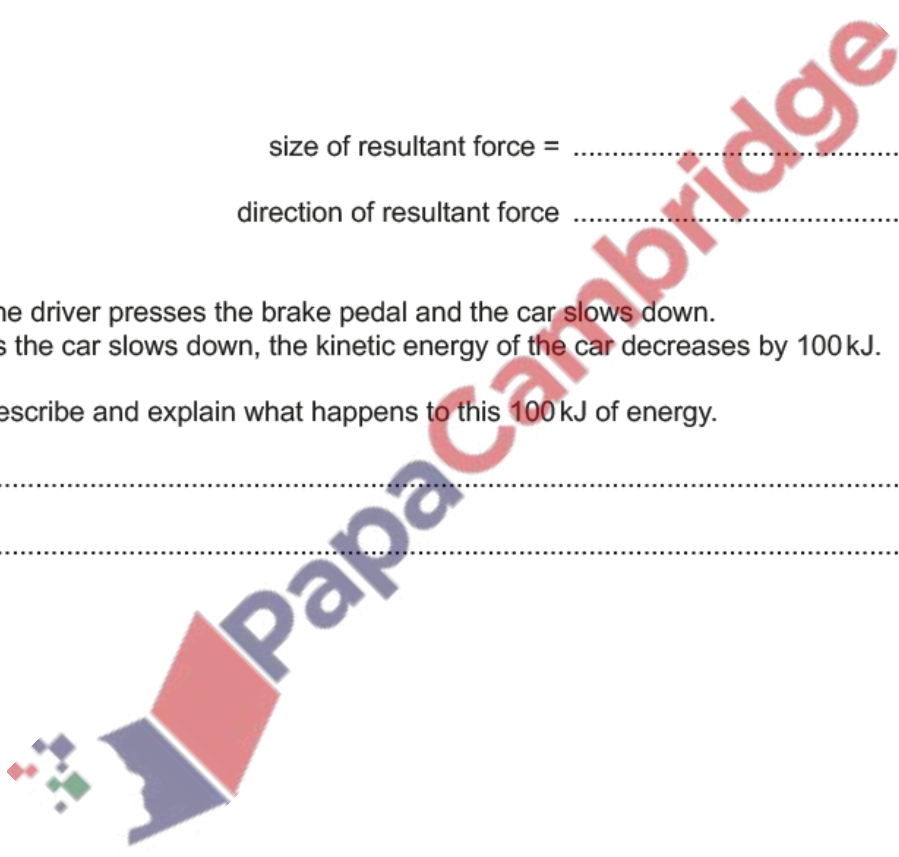 size of resultant force = ..........................................
direction of resultant force ..........................................
he driver presses the brake pedal and the car slows down.
s the car slows down, the kinetic energy of the car decreases by 100 kJ.
escribe and explain what happens to this 100 kJ of energy.
....................................................................................................................
....................................................................................................................
PapaCambridge